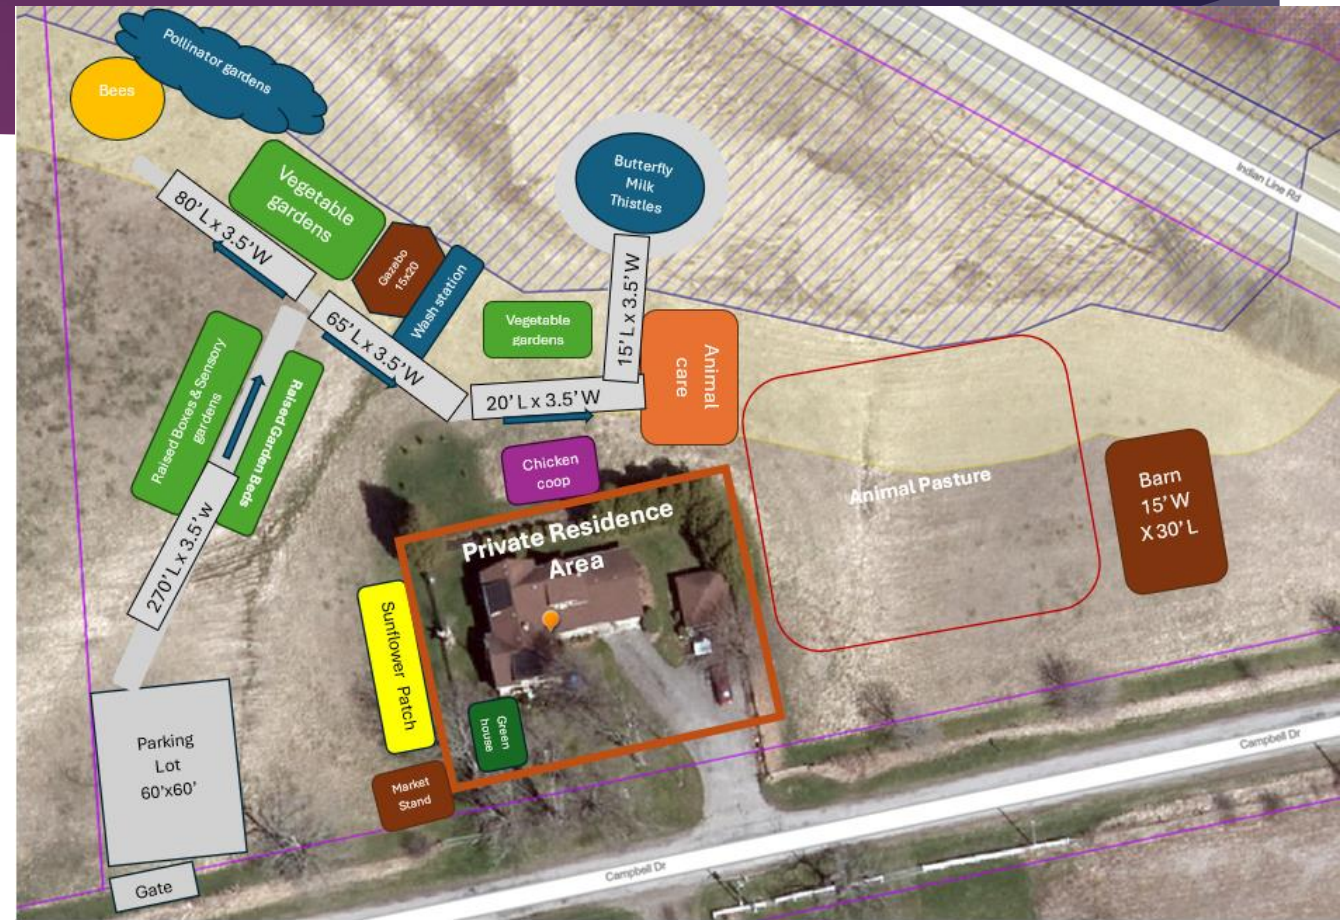 Pollinator gardens
Bees
Indian Line Rd
Butterfly
Milk
Thistles
Vegetable
gardens
80' L x 3.5' W
Gazebo
15x20
Wash station
65' L x 3.5' W
Vegetable
gardens
15' L x 3.5' W
Animal
care
20' L x 3.5' W
Raised Boxes & Sensory
gardens
Raised Garden Beds
270' L x 3.5' W
Chicken
coop
Animal Pasture
Barn
15' W
X 30' L
Private Residence
Area
Sunflower Patch
Green
house
Market
Stand
Parking
Lot
60'x60'
Gate
Campbell Dr
Campbell Dr